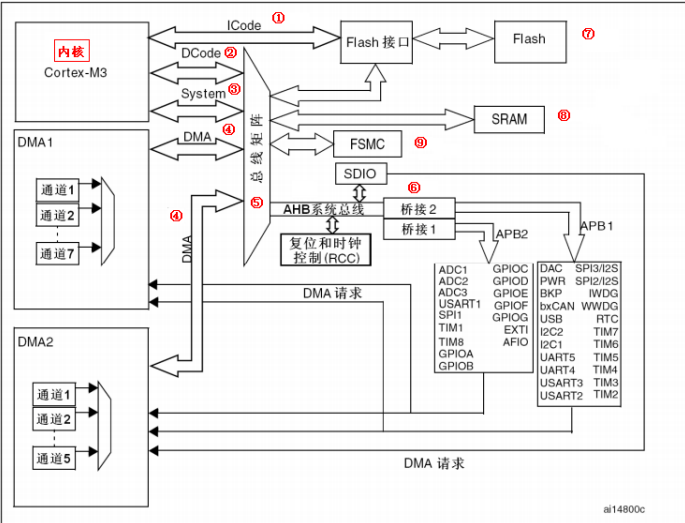 ①
ICode
内核
Cortex-M3
Flash 接口
Flash
⑦
DCode ②
System ③
④
DMA
总线矩阵
SRAM
⑧
FSMC
⑨
DMA1
通道1
通道2
通道7
SDIO
④
⑤
⑥
AHB系统总线
桥接2
桥接1
APB2
APB1
DMA
复位和时钟
控制(RCC)
ADC1 GPIOC
ADC2 GPIOD
ADC3 GPIOE
USART1 GPIOF
SPI1 GPIOG
TIM1 EXTI
TIM8 AFIO
GPIOA
GPIOB
DAC SPI3/I2S
PWR SPI2/I2S
BKP IWDG
bxCAN WWDG
USB RTC
I2C2 TIM7
I2C1 TIM6
UART5 TIM5
UART4 TIM4
USART3 TIM3
USART2 TIM2
DMA 请求
DMA2
通道1
通道2
通道5
DMA 请求
ai14800c